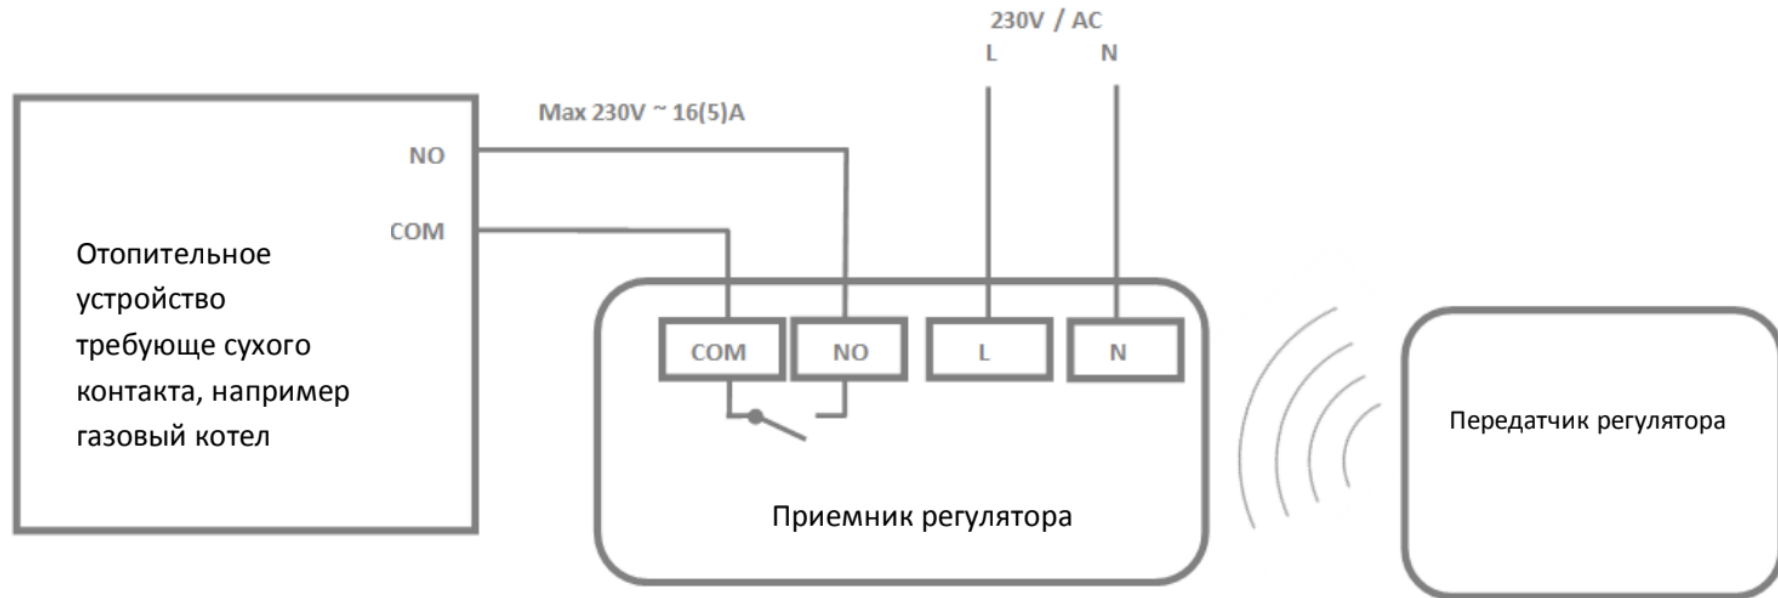 230V / AC
L N
Max 230V ~ 16(5)A
NO
COM
Отопительное
устройство
требующе сухого
контакта, например
газовый котел
COM NO L N
Приемник регулятора
Передатчик регулятора